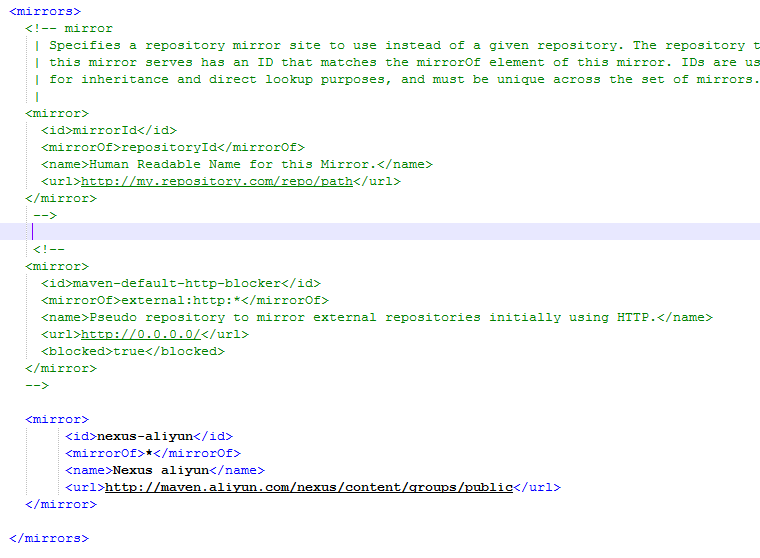 <mirrors>
<!-- mirror
| Specifies a repository mirror site to use instead of a given repository. The repository t
| this mirror serves has an ID that matches the mirrorOf element of this mirror. IDs are us
| for inheritance and direct lookup purposes, and must be unique across the set of mirrors.
|
<mirror>
<id>mirrorId</id>
<mirrorOf>repositoryId</mirrorOf>
<name>Human Readable Name for this Mirror.</name>
<url>http://my.repository.com/repo/path</url>
</mirror>
-->
<!--
<mirror>
<id>maven-default-http-blocker</id>
<mirrorOf>external:http:*</mirrorOf>
<name>Pseudo repository to mirror external repositories initially using HTTP.</name>
<url>http://0.0.0.0/</url>
<blocked>true</blocked>
</mirror>
-->
<mirror>
<id>nexus-aliyun</id>
<mirrorOf>*</mirrorOf>
<name>Nexus aliyun</name>
<url>http://maven.aliyun.com/nexus/content/groups/public</url>
</mirror>
</mirrors>